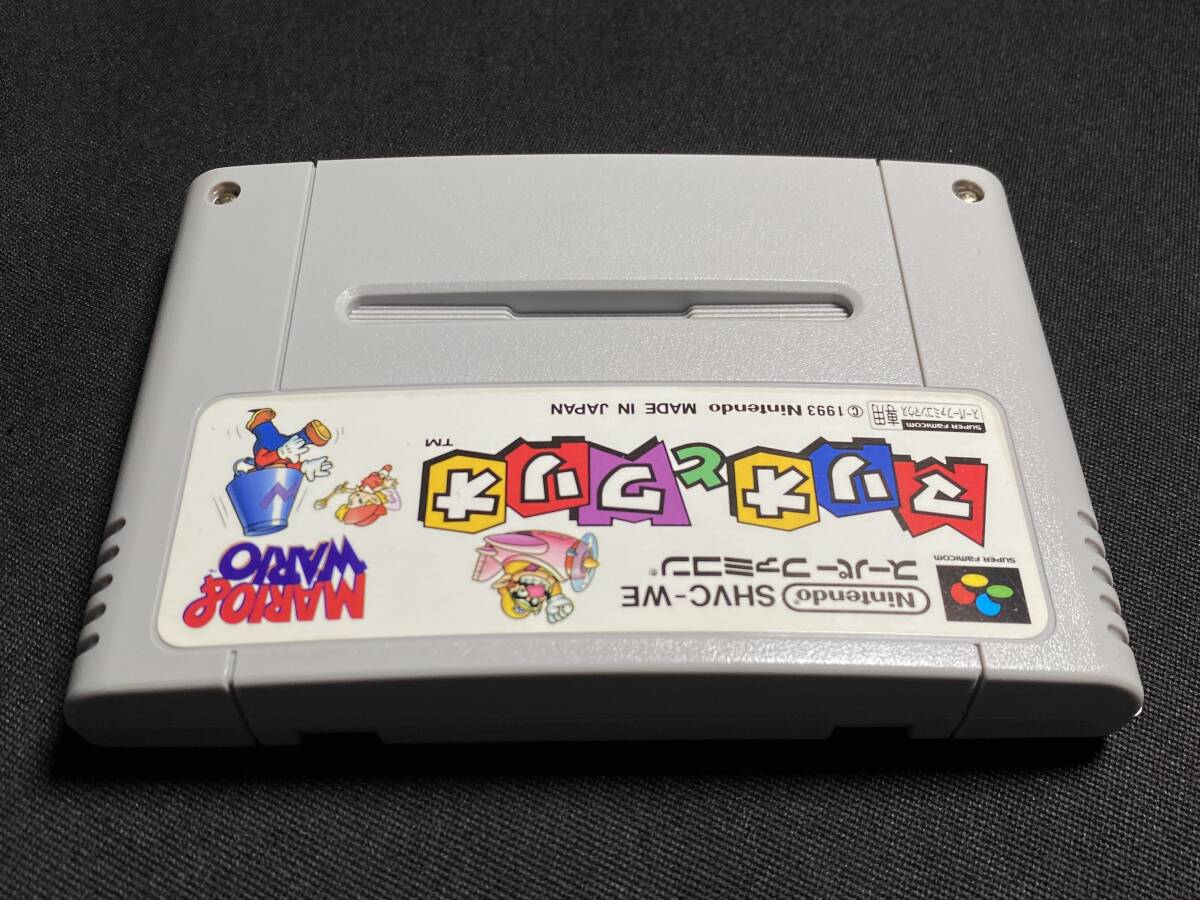 SUPER FAMICOM
Nintendo®
SHVC-WE
スーパーファミコン®
マリオとワリオ
™
MARIO&
WARIO
SUPER FAMICOM
スーパーファミコンマウス
専用
© 1993 Nintendo MADE IN JAPAN